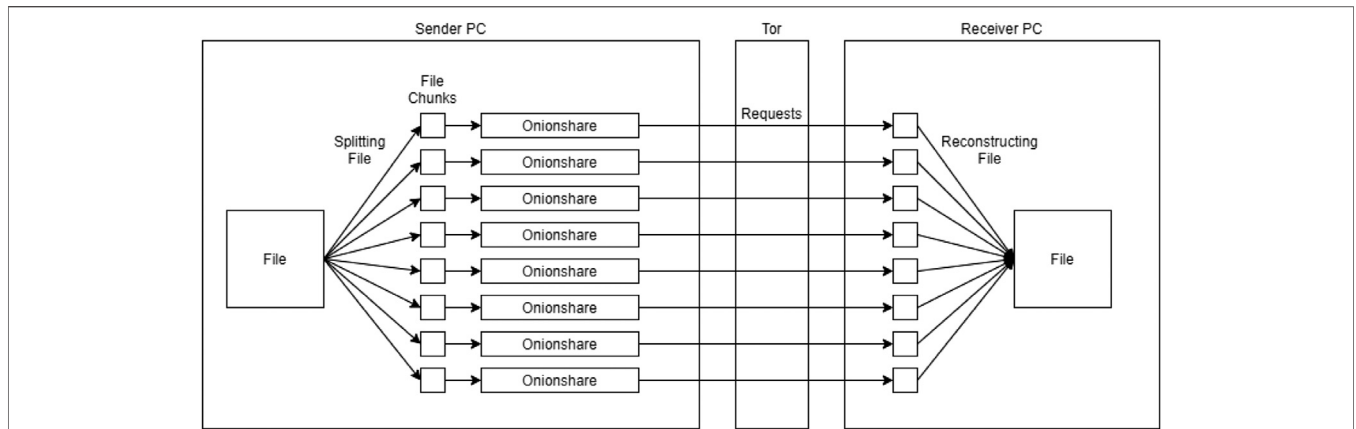 Sender PC
Tor
Receiver PC
File
Chunks
Splitting
File
Onionshare
Onionshare
Onionshare
Onionshare
Onionshare
Onionshare
Onionshare
Onionshare
File
Requests
Reconstructing
File
File